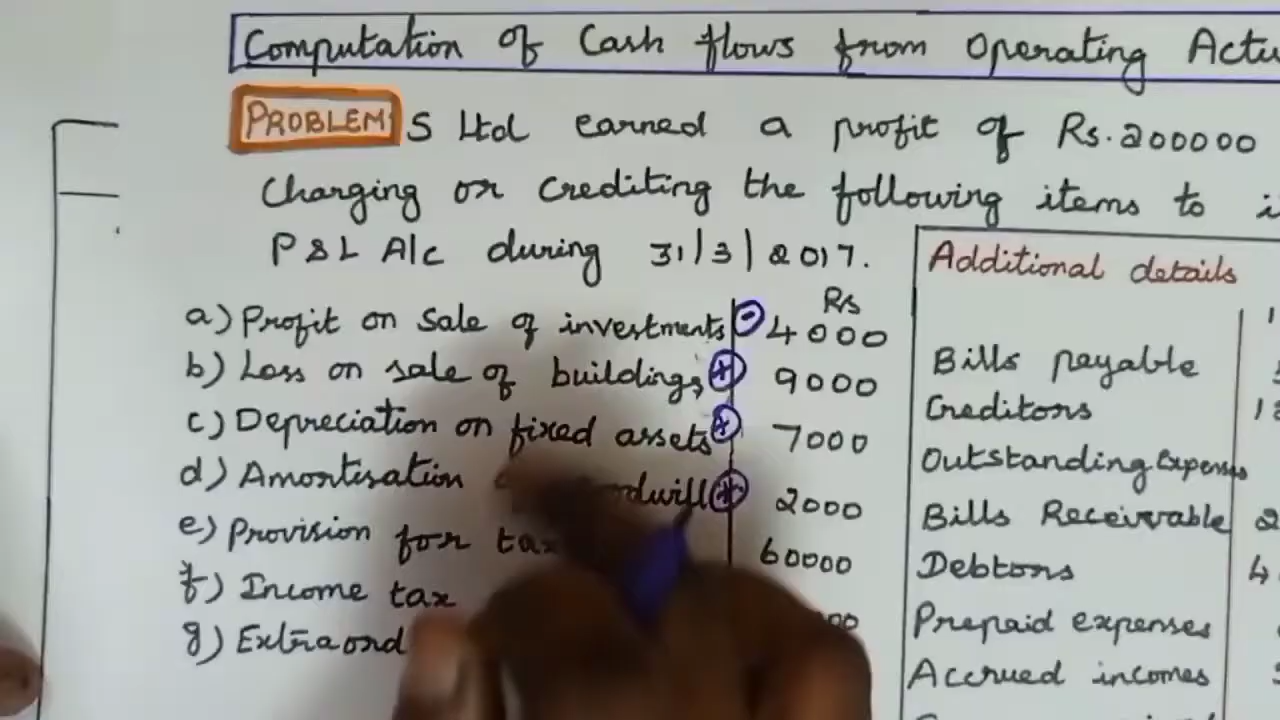 Computation of Cash flows from Operating
PROBLEM S Ltd earned a profit of Rs.200000
Charging or crediting the following items to
P & L A/c during 31/3/2017.
Rs
a) Profit on Sale of investments - 4000
b) Loss on sale of buildings + 9000
c) Depreciation on fixed assets + 7000
d) Amortisation + 2000
e) Provision for tax 60000
f) Income tax
g)
Additional details
Bills payable
Creditors
Outstanding Expenses
Bills Receivable
Debtors
Prepaid expenses
Accrued incomes